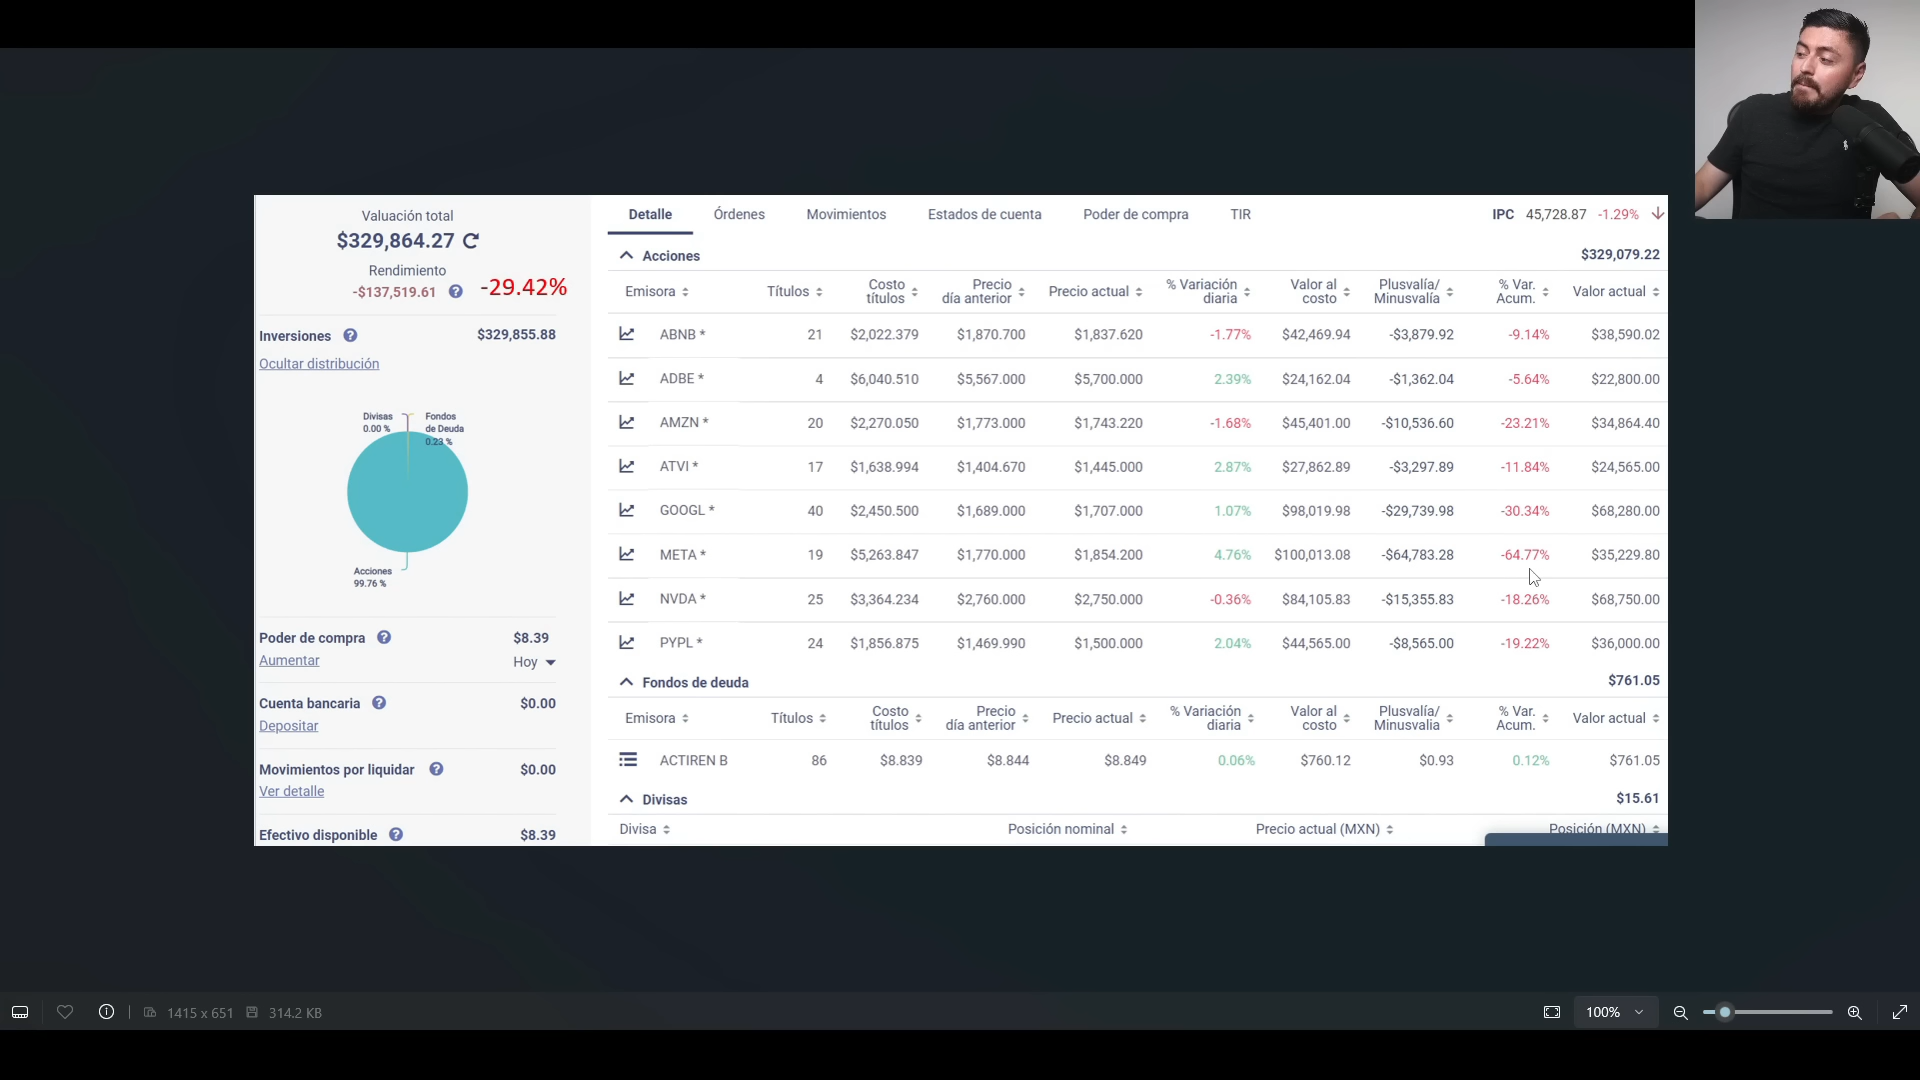 Valuación total
$329,864.27
Rendimiento
-$137,519.61 -29.42%
Inversiones $329,855.88
Ocultar distribución
Divisas
0.00 %
Fondos
de Deuda
0.23 %
Acciones
99.76 %
Poder de compra $8.39
Aumentar Hoy
Cuenta bancaria $0.00
Depositar
Movimientos por liquidar $0.00
Ver detalle
Efectivo disponible $8.39
Detalle Órdenes Movimientos Estados de cuenta Poder de compra TIR IPC 45,728.87 -1.29%
Acciones $329,079.22
Emisora Títulos Costo títulos Precio día anterior Precio actual % Variación diaria Valor al costo Plusvalía/ Minusvalía % Var. Acum. Valor actual
ABNB * 21 $2,022.379 $1,870.700 $1,837.620 -1.77% $42,469.94 -$3,879.92 -9.14% $38,590.02
ADBE * 4 $6,040.510 $5,567.000 $5,700.000 2.39% $24,162.04 -$1,362.04 -5.64% $22,800.00
AMZN * 20 $2,270.050 $1,773.000 $1,743.220 -1.68% $45,401.00 -$10,536.60 -23.21% $34,864.40
ATVI * 17 $1,638.994 $1,404.670 $1,445.000 2.87% $27,862.89 -$3,297.89 -11.84% $24,565.00
GOOGL * 40 $2,450.500 $1,689.000 $1,707.000 1.07% $98,019.98 -$29,739.98 -30.34% $68,280.00
META * 19 $5,263.847 $1,770.000 $1,854.200 4.76% $100,013.08 -$64,783.28 -64.77% $35,229.80
NVDA * 25 $3,364.234 $2,760.000 $2,750.000 -0.36% $84,105.83 -$15,355.83 -18.26% $68,750.00
PYPL * 24 $1,856.875 $1,469.990 $1,500.000 2.04% $44,565.00 -$8,565.00 -19.22% $36,000.00
Fondos de deuda $761.05
Emisora Títulos Costo títulos Precio día anterior Precio actual % Variación diaria Valor al costo Plusvalía/ Minusvalia % Var. Acum. Valor actual
ACTIREN B 86 $8.839 $8.844 $8.849 0.06% $760.12 $0.93 0.12% $761.05
Divisas $15.61
Divisa Posición nominal Precio actual (MXN) Posición (MXN)
1415 x 651 314.2 KB 100%